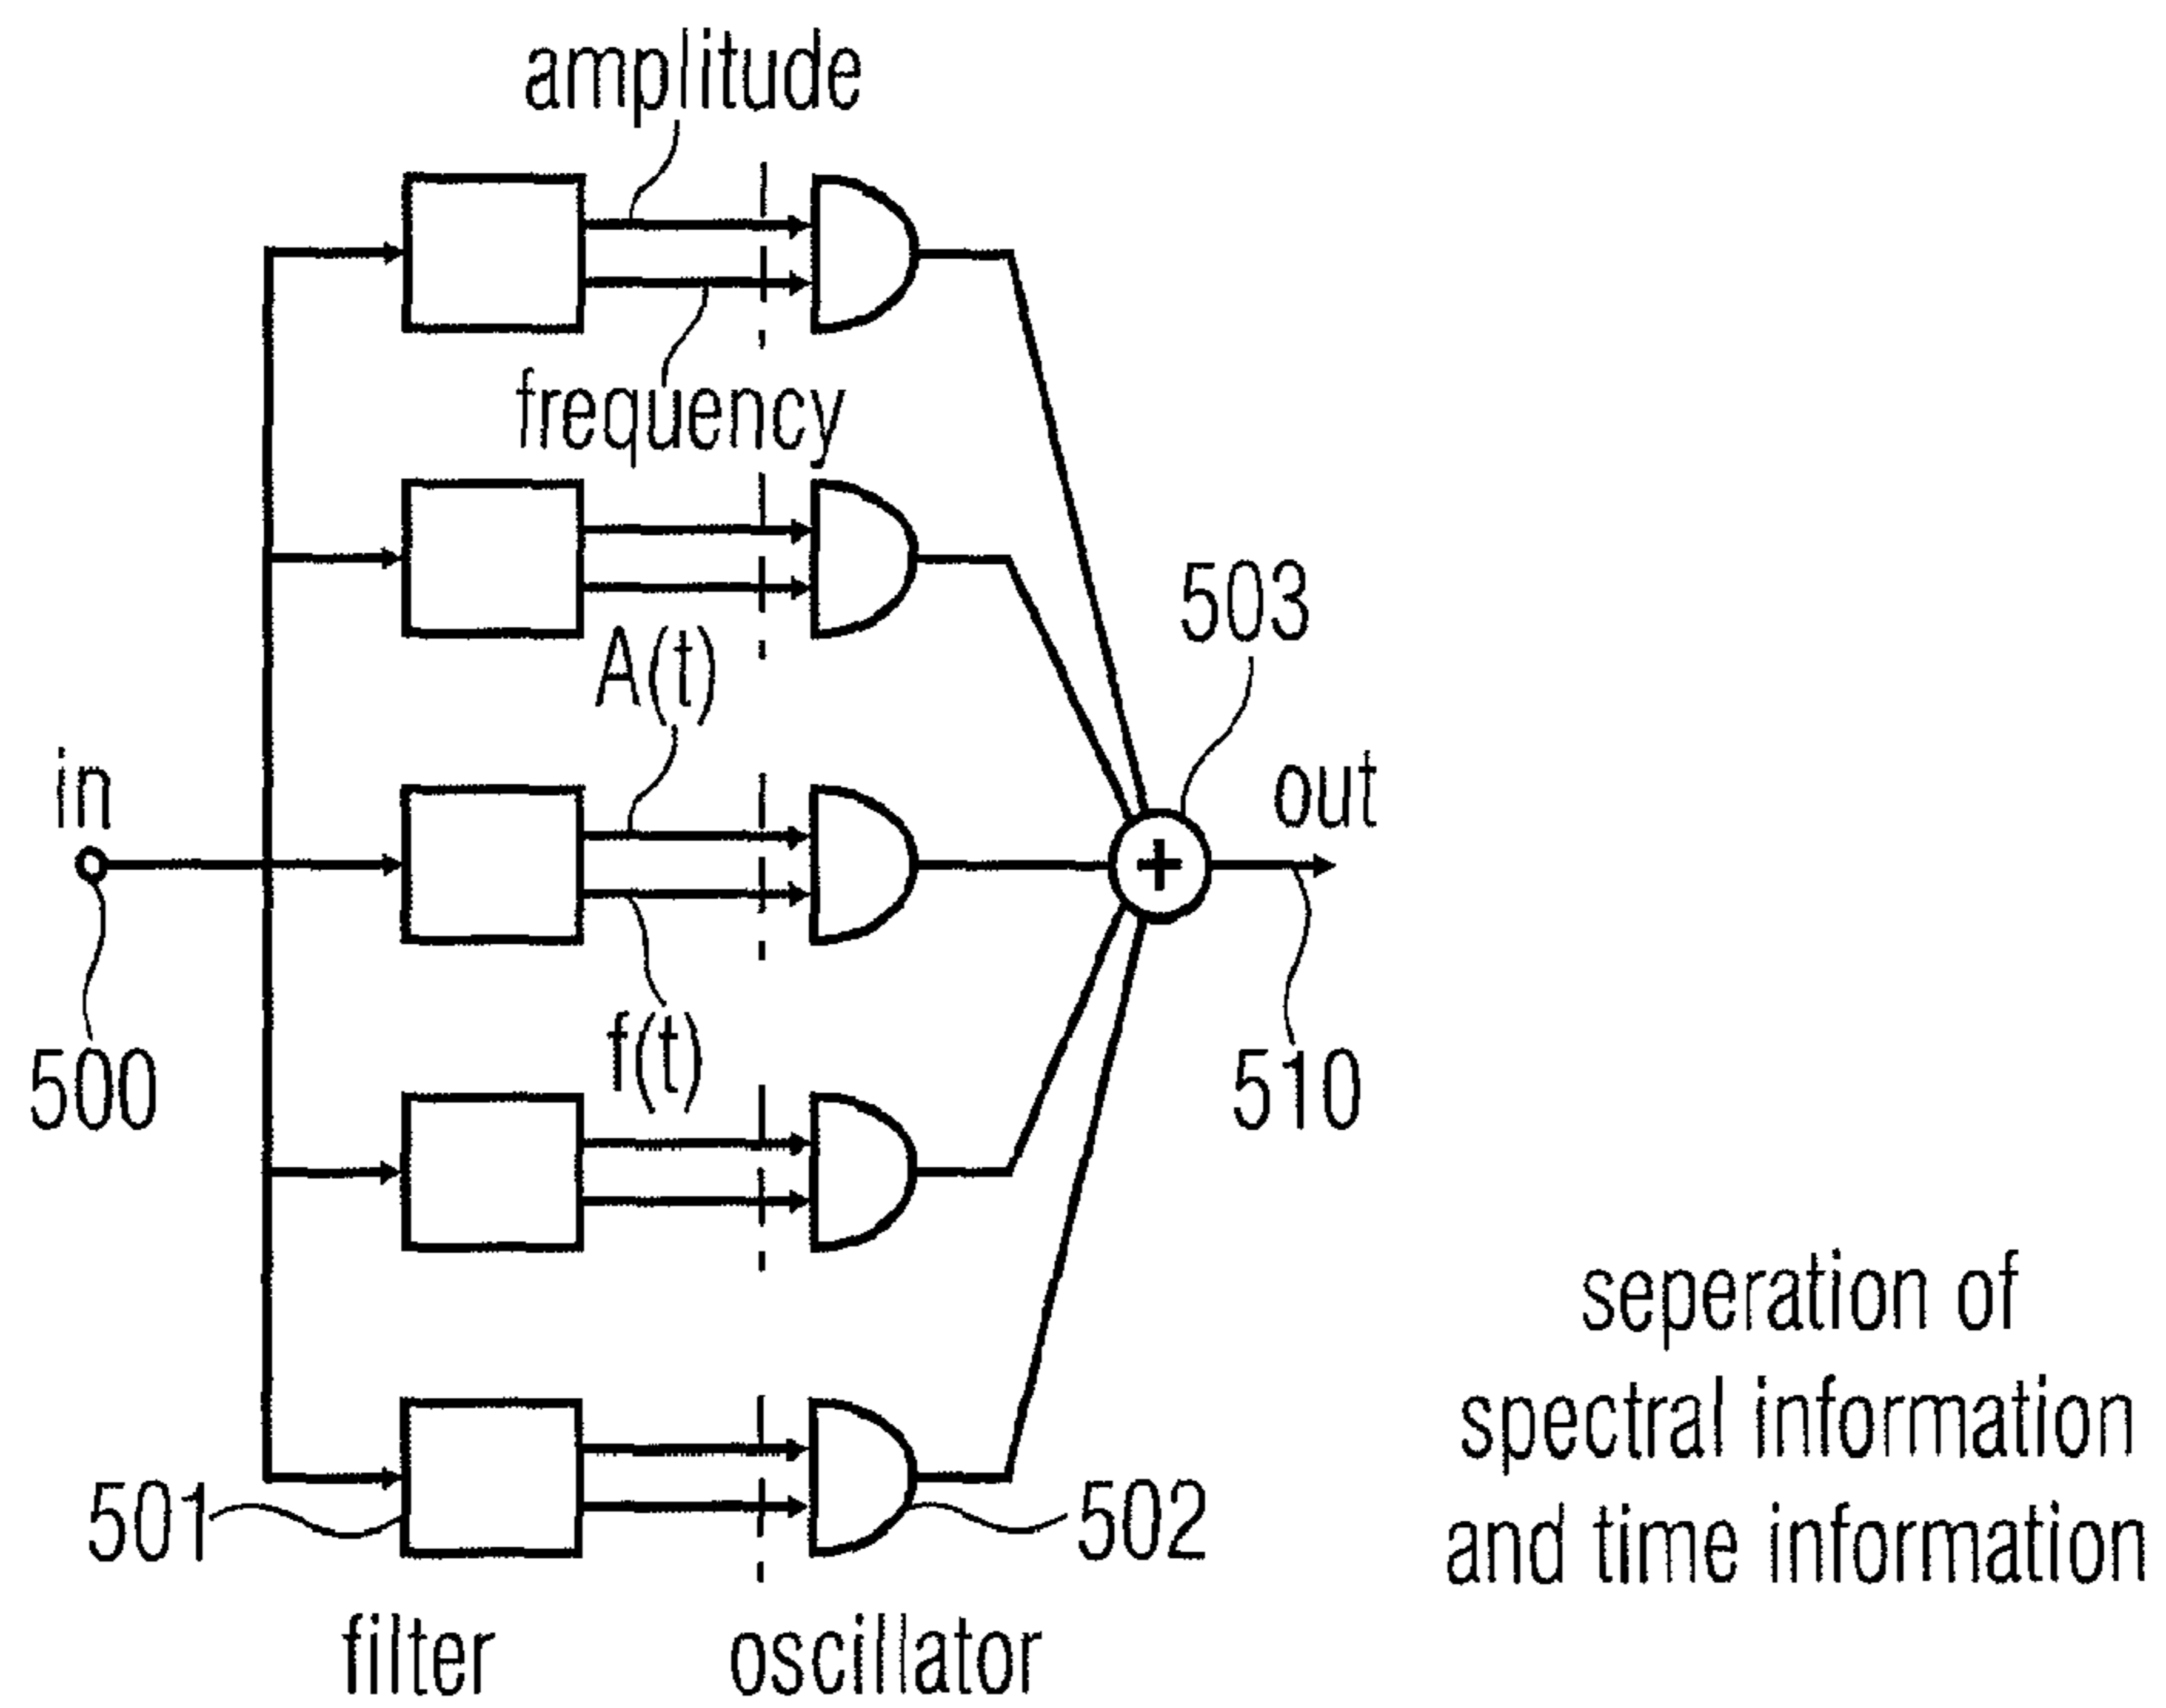 amplitude
frequency
A(t)
503
in
out
f(t)
500
510
seperation of
spectral information
and time information
501
502
filter
oscillator